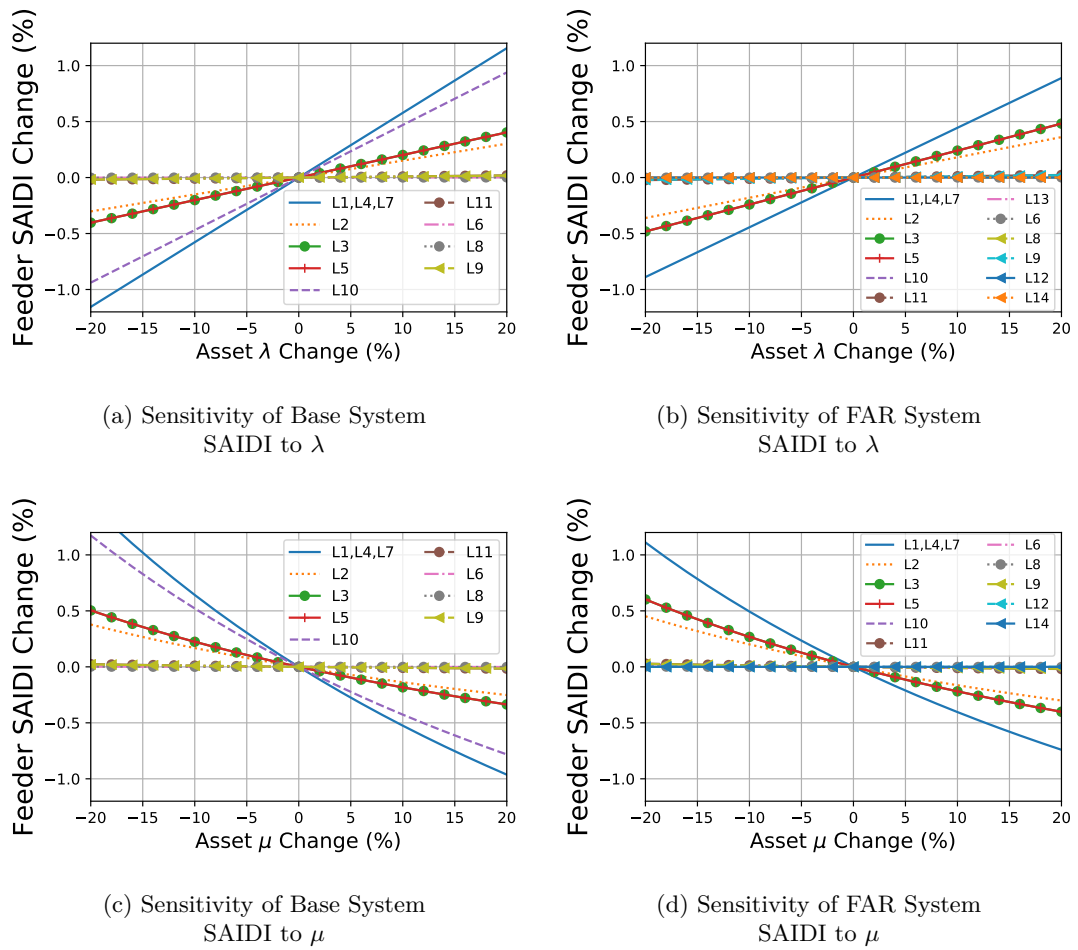 Feeder SAIDI Change (%)
1.0
0.5
0.0
−0.5
−1.0
L1,L4,L7
L2
L3
L5
L10
L11
L6
L8
L9
−20 −15 −10 −5 0 5 10 15 20
Asset λ Change (%)
(a) Sensitivity of Base System
SAIDI to λ
Feeder SAIDI Change (%)
1.0
0.5
0.0
−0.5
−1.0
L1,L4,L7
L2
L3
L5
L10
L11
L13
L6
L8
L9
L12
L14
−20 −15 −10 −5 0 5 10 15 20
Asset λ Change (%)
(b) Sensitivity of FAR System
SAIDI to λ
Feeder SAIDI Change (%)
1.0
0.5
0.0
−0.5
−1.0
L1,L4,L7
L2
L3
L5
L10
L11
L6
L8
L9
−20 −15 −10 −5 0 5 10 15 20
Asset μ Change (%)
(c) Sensitivity of Base System
SAIDI to μ
Feeder SAIDI Change (%)
1.0
0.5
0.0
−0.5
−1.0
L1,L4,L7
L2
L3
L5
L10
L11
L6
L8
L9
L12
L14
−20 −15 −10 −5 0 5 10 15 20
Asset μ Change (%)
(d) Sensitivity of FAR System
SAIDI to μ